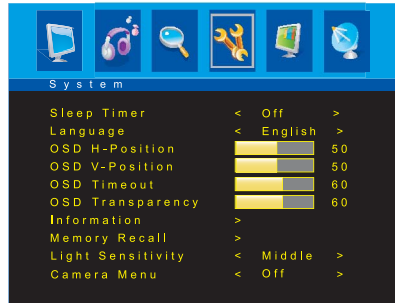 System
Sleep Timer < Off >
Language < English >
OSD H-Position 50
OSD V-Position 50
OSD Timeout 60
OSD Transparency 60
Information >
Memory Recall >
Light Sensitivity < Middle >
Camera Menu < Off >